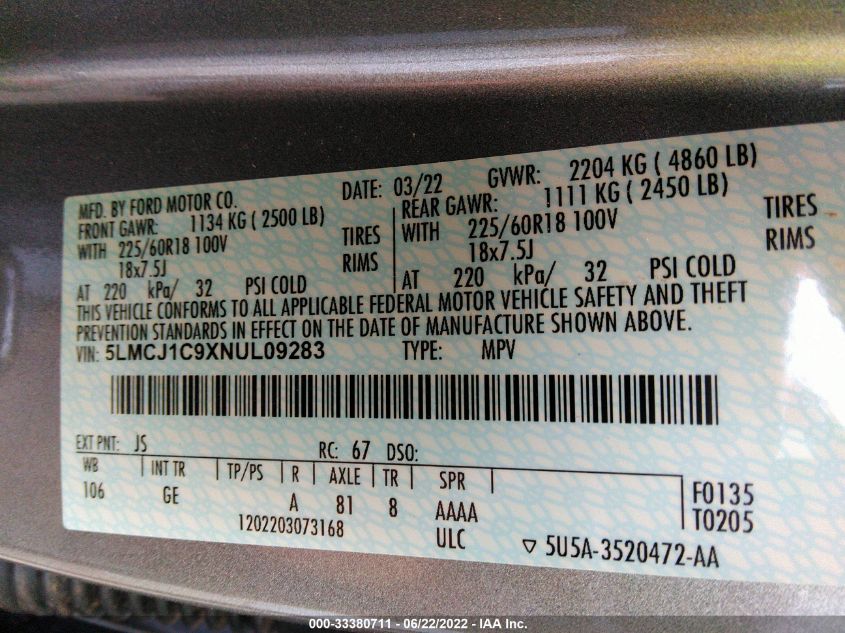 MFD. BY FORD MOTOR CO. DATE: 03/22 GVWR: 2204 KG ( 4860 LB)
FRONT GAWR: 1134 KG ( 2500 LB) REAR GAWR: 1111 KG ( 2450 LB)
WITH 225/60R18 100V TIRES WITH 225/60R18 100V TIRES
18x7.5J RIMS 18x7.5J RIMS
AT 220 kPa/ 32 PSI COLD AT 220 kPa/ 32 PSI COLD
THIS VEHICLE CONFORMS TO ALL APPLICABLE FEDERAL MOTOR VEHICLE SAFETY AND THEFT
PREVENTION STANDARDS IN EFFECT ON THE DATE OF MANUFACTURE SHOWN ABOVE.
VIN: 5LMCJ1C9XNUL09283 TYPE: MPV
EXT PNT: JS RC: 67 DSO:
WB INT TR TP/PS R AXLE TR SPR
106 GE A 81 8 AAAA F0135
1202203073168 ULC T0205
▽ 5U5A-3520472-AA
000-33380711 - 06/22/2022 - IAA Inc.